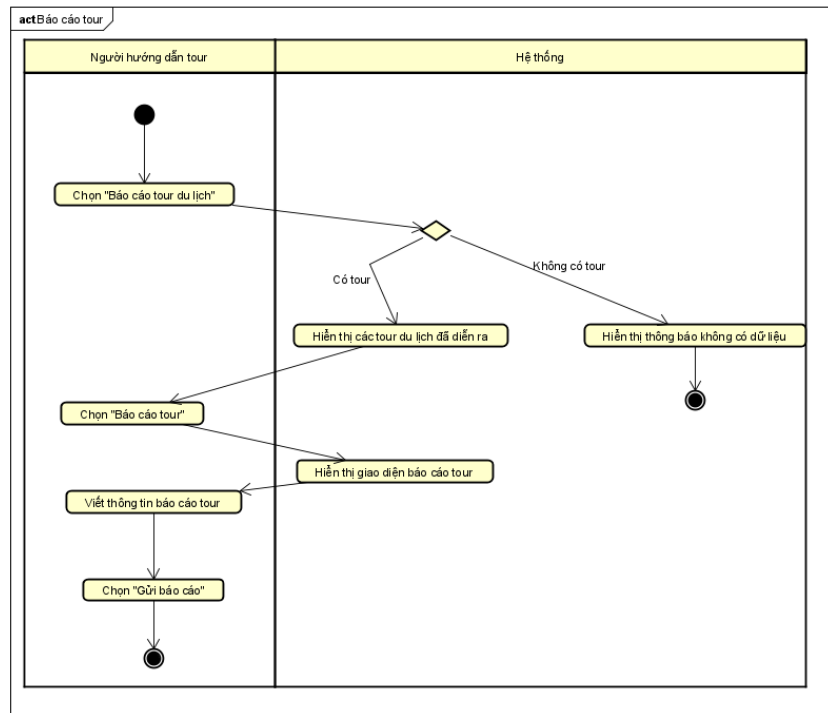 act Báo cáo tour
Người hướng dẫn tour
Hệ thống
Chọn "Báo cáo tour du lịch"
Có tour
Không có tour
Hiển thị các tour du lịch đã diễn ra
Hiển thị thông báo không có dữ liệu
Chọn "Báo cáo tour"
Hiển thị giao diện báo cáo tour
Viết thông tin báo cáo tour
Chọn "Gửi báo cáo"